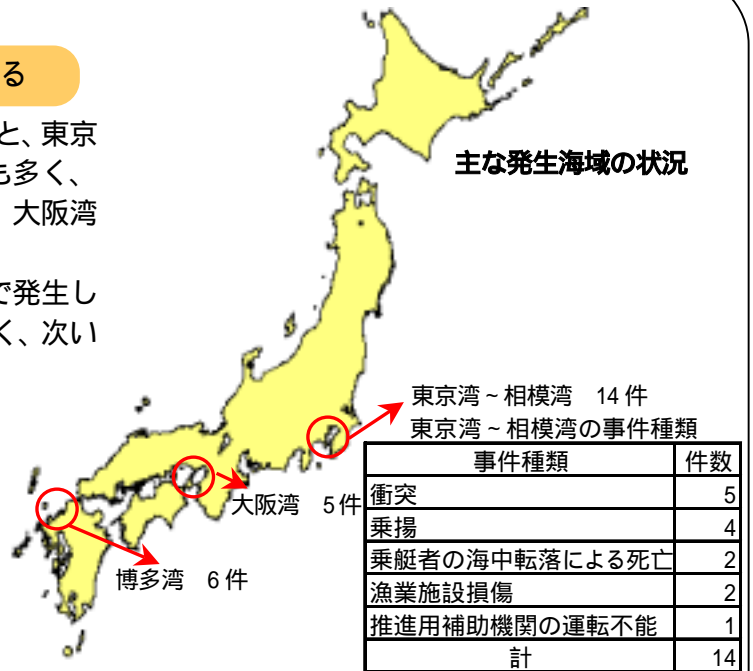 る
と、東京
も多く、
大阪湾
で発生し
く、次い
主な発生海域の状況
東京湾~相模湾 14件
東京湾~相模湾の事件種類
大阪湾 5件
博多湾 6件
事件種類 件数
衝突 5
乗揚 4
乗艇者の海中転落による死亡 2
漁業施設損傷 2
推進用補助機関の運転不能 1
計 14